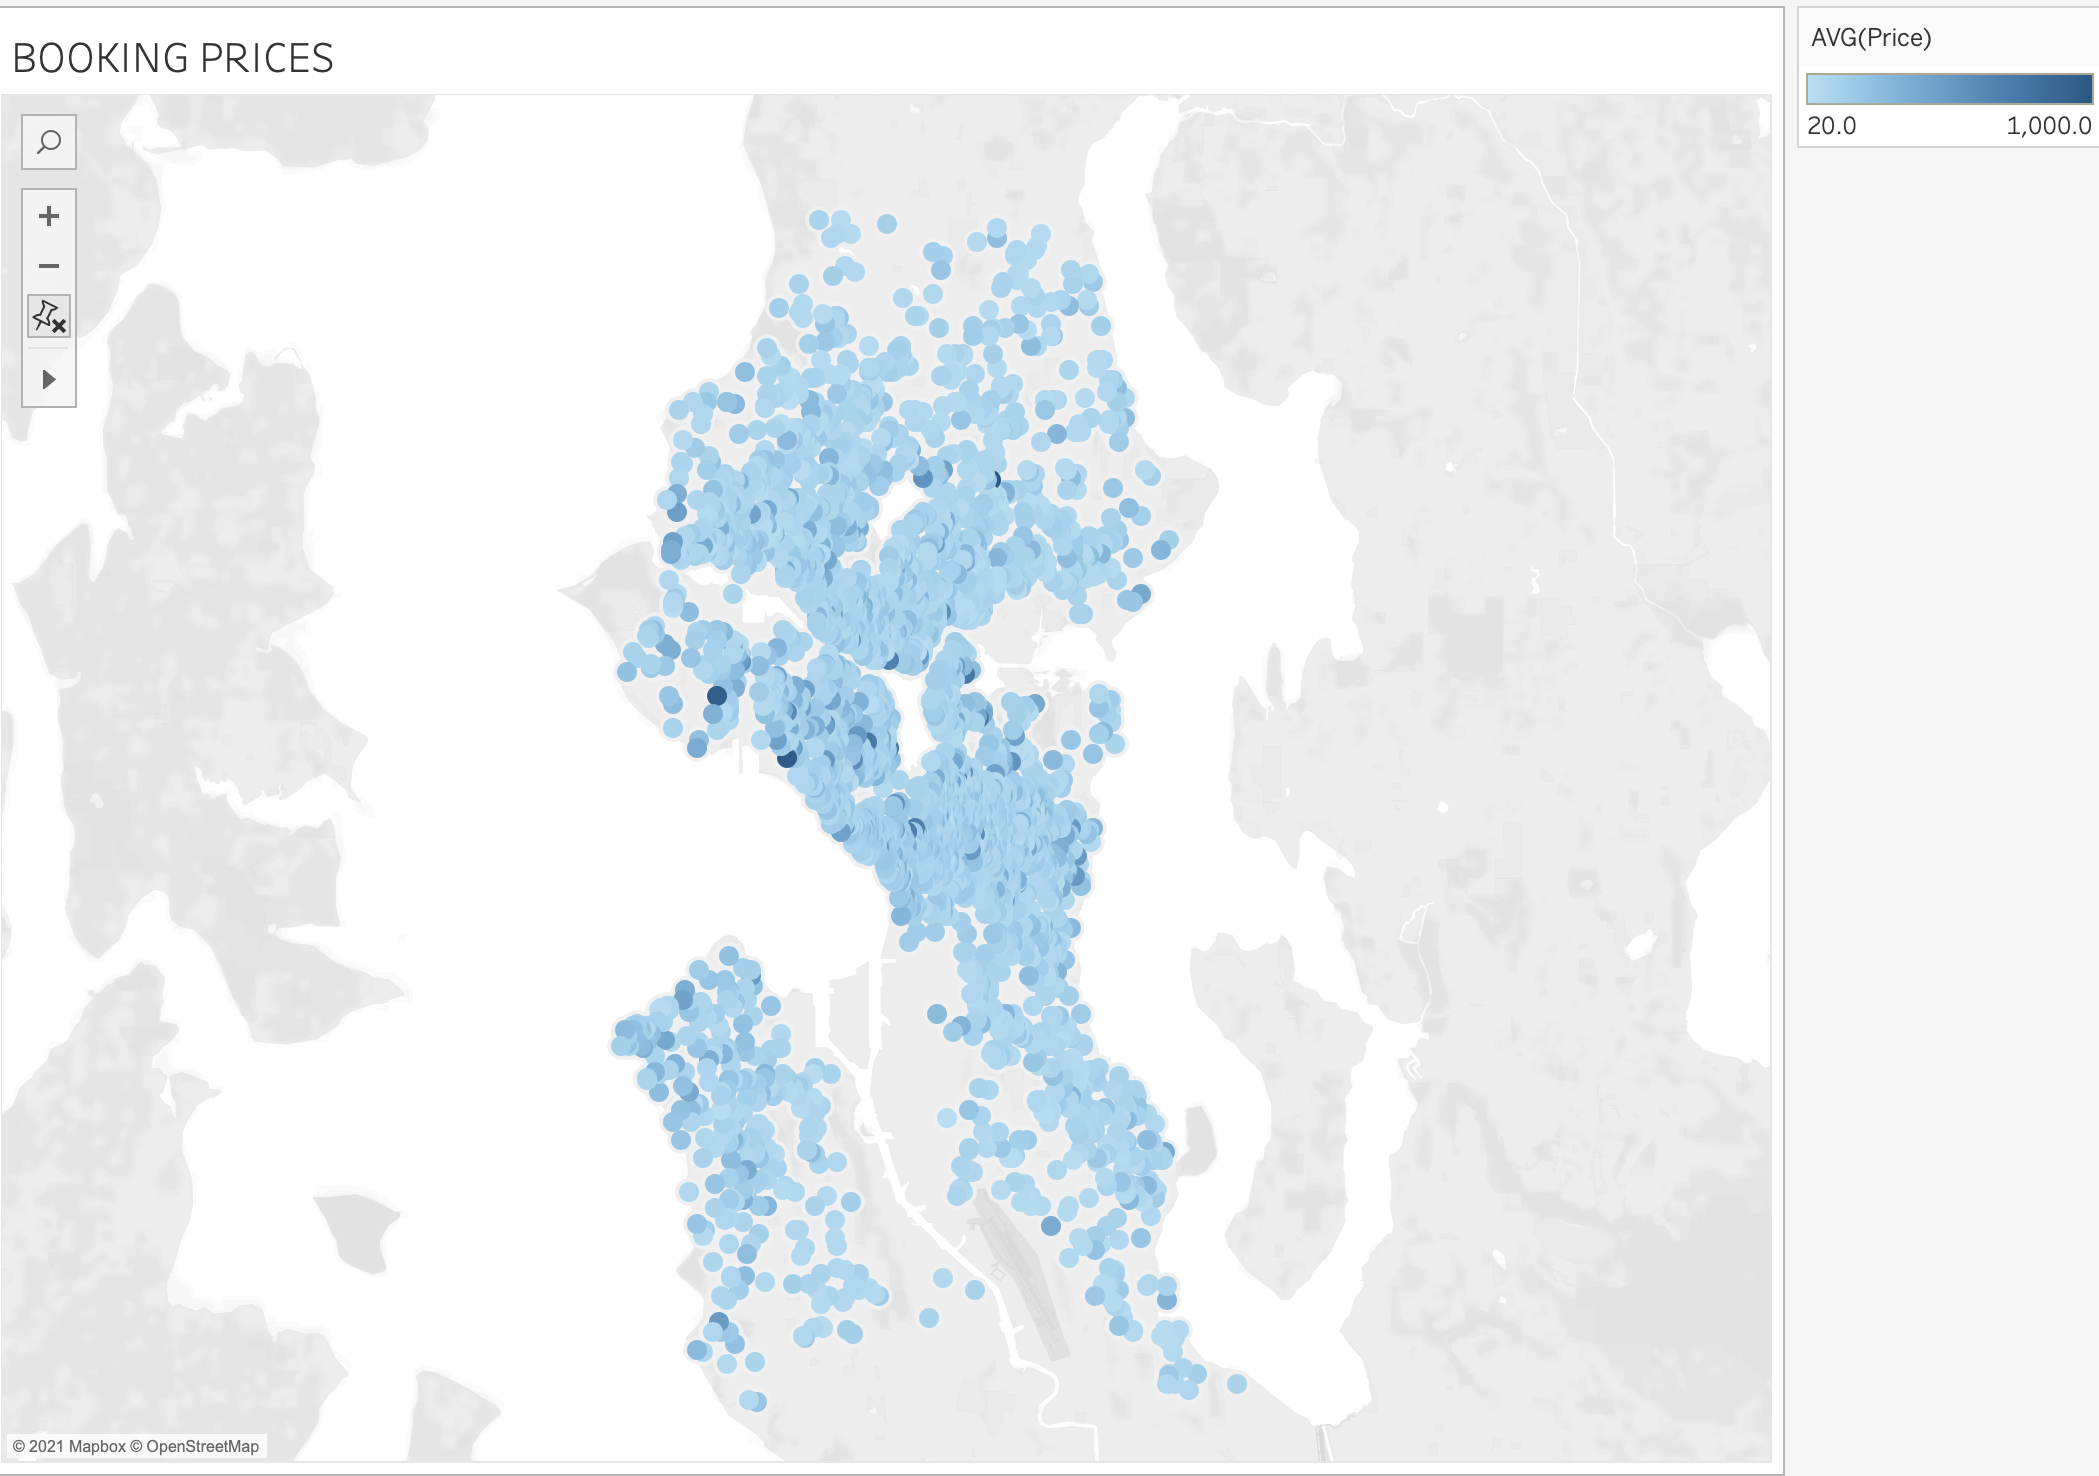 BOOKING PRICES
AVG(Price)
20.0 1,000.0
© 2021 Mapbox © OpenStreetMap